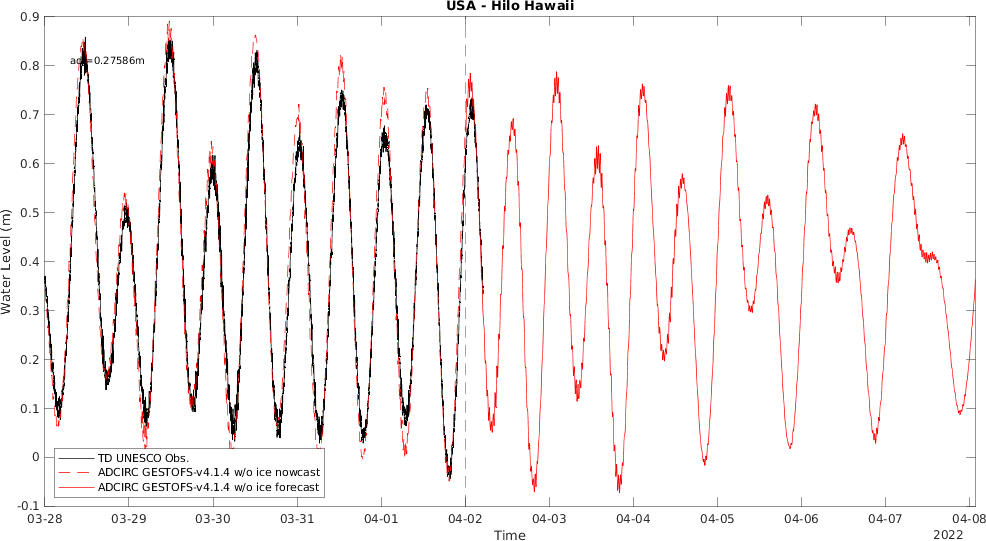 USA - Hilo Hawaii
0.9
0.8
0.7
0.6
0.5
0.4
0.3
0.2
0.1
0
-0.1
Water Level (m)
=0.27586m
TD UNESCO Obs.
ADCIRC GESTOFS-v4.1.4 w/o ice nowcast
ADCIRC GESTOFS-v4.1.4 w/o ice forecast
03-28 03-29 03-30 03-31 04-01 04-02 04-03 04-04 04-05 04-06 04-07 04-08
Time
2022